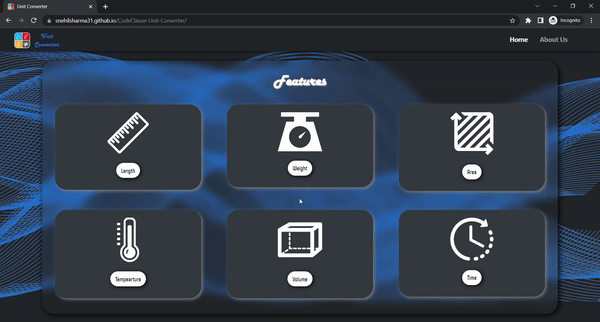 Unit Converter
snehilsharma31.github.io/CodeClause-Unit-Converter/
Incognito
Unit
Converter
Home
About Us
Features
Length
Weight
Area
Tempearture
Volume
Time